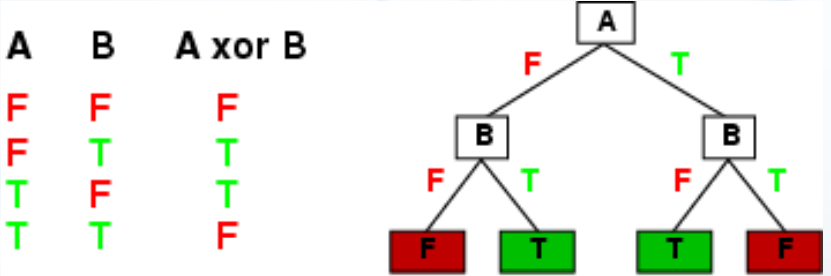 A B A xor B
F F F
F T T
T F T
T T F
A
F T
B B
F T F T
F T T F